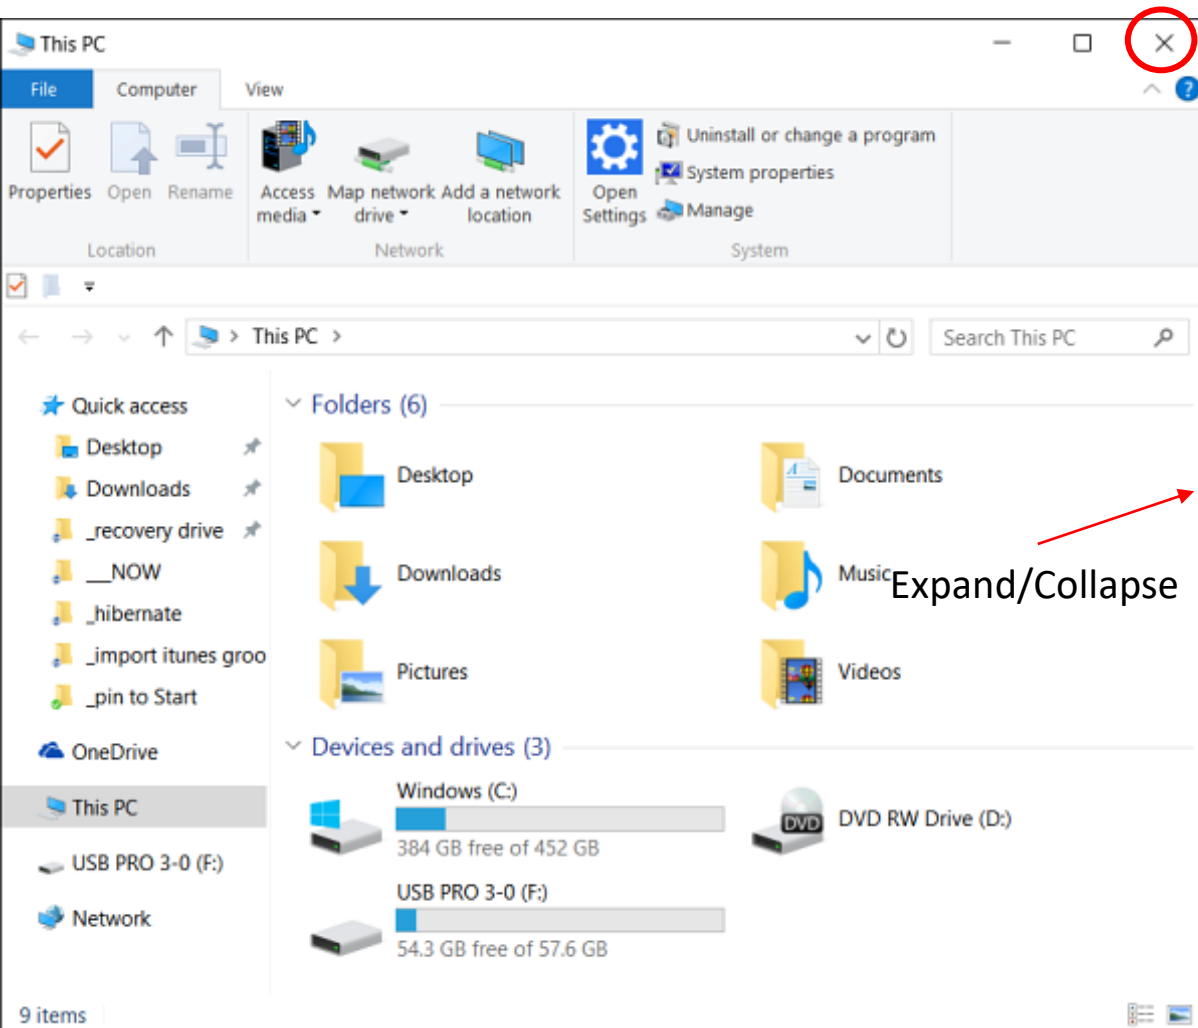 This PC
File Computer View
?
Properties Open Rename Access media Map network drive Add a network location Open Settings
Uninstall or change a program
System properties
Manage
Location Network System
This PC
Search This PC
Quick access
Desktop
Downloads
_recovery drive
__NOW
_hibernate
_import itunes groo
_pin to Start
OneDrive
This PC
USB PRO 3-0 (F:)
Network
Folders (6)
Desktop Documents
Downloads Music
Expand/Collapse
Pictures Videos
Devices and drives (3)
Windows (C:)
384 GB free of 452 GB
DVD
DVD RW Drive (D:)
USB PRO 3-0 (F:)
54.3 GB free of 57.6 GB
9 items